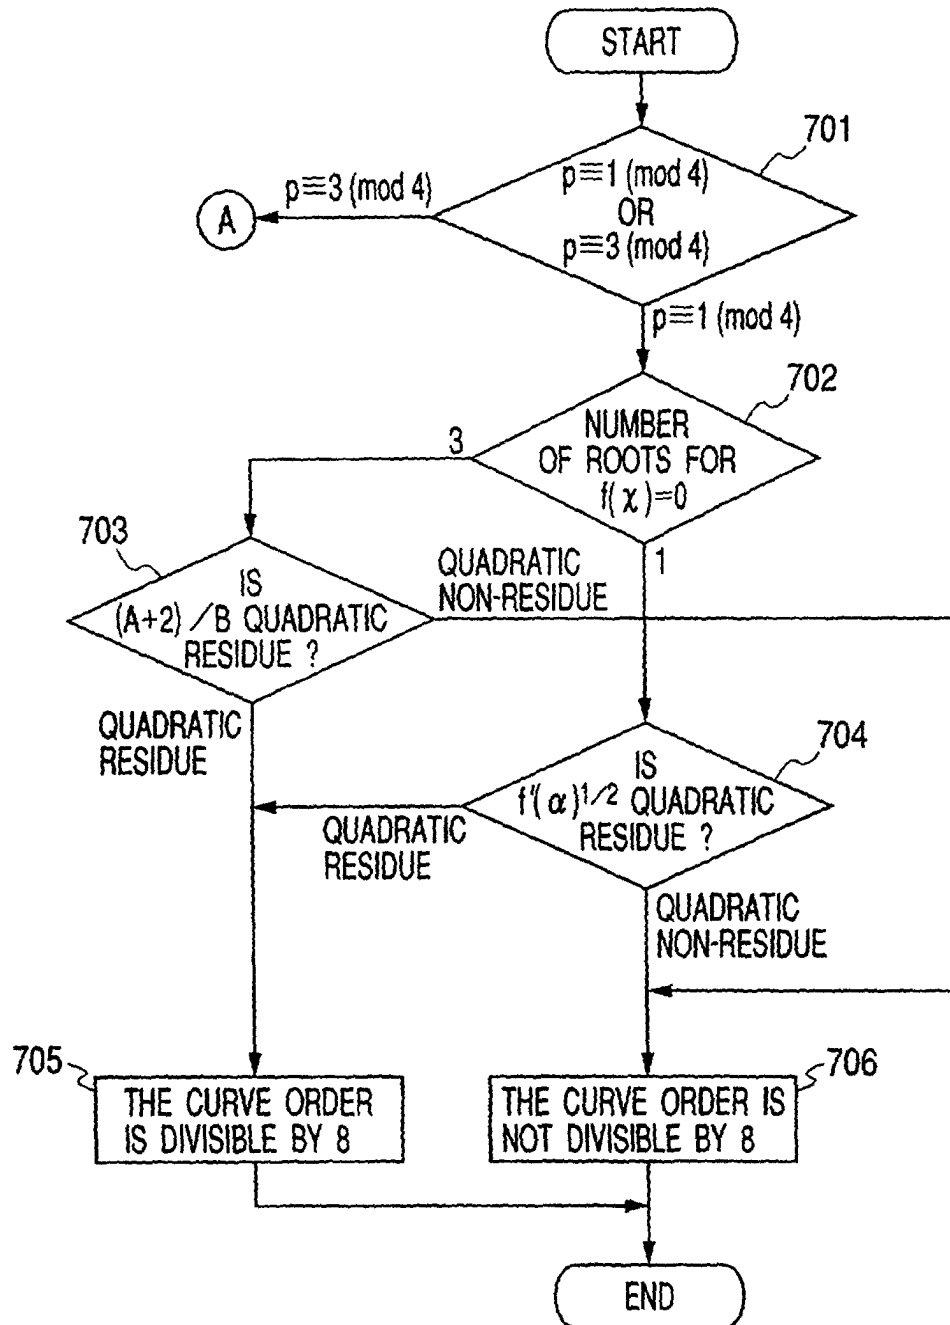 START
701
p≡3 (mod 4)
A
p≡1 (mod 4)
OR
p≡3 (mod 4)
p≡1 (mod 4)
702
NUMBER
OF ROOTS FOR
f(χ)=0
3
1
703
IS
(A+2)/B QUADRATIC
RESIDUE ?
QUADRATIC
NON-RESIDUE
QUADRATIC
RESIDUE
704
IS
f'(α)^1/2 QUADRATIC
RESIDUE ?
QUADRATIC
RESIDUE
QUADRATIC
NON-RESIDUE
705
THE CURVE ORDER
IS DIVISIBLE BY 8
706
THE CURVE ORDER IS
NOT DIVISIBLE BY 8
END